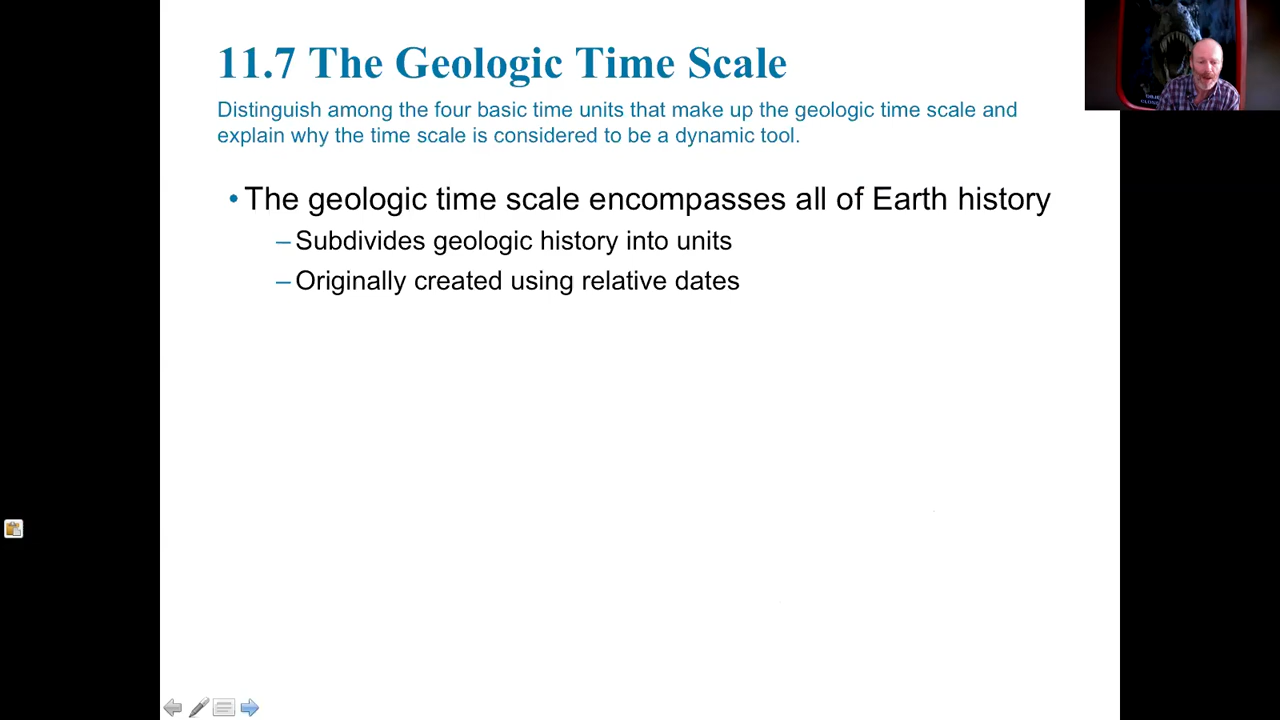 11.7 The Geologic Time Scale
Distinguish among the four basic time units that make up the geologic time scale and
explain why the time scale is considered to be a dynamic tool.
• The geologic time scale encompasses all of Earth history
– Subdivides geologic history into units
– Originally created using relative dates